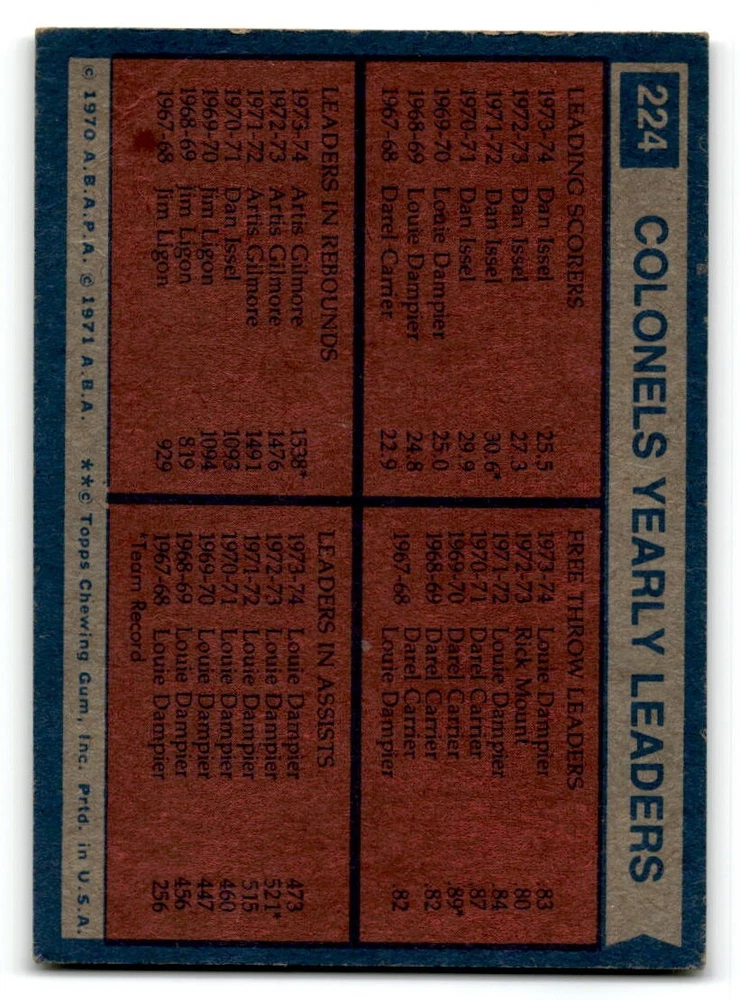 224 COLONELS YEARLY LEADERS
LEADING SCORERS
1973-74 Dan Issel 25.5
1972-73 Dan Issel 27.3
1971-72 Dan Issel 30.6*
1970-71 Dan Issel 29.9
1969-70 Louie Dampier 25.0
1968-69 Louie Dampier 24.8
1967-68 Darel Carrier 22.9
FREE THROW LEADERS
1973-74 Louie Dampier .83
1972-73 Rick Mount .80
1971-72 Louie Dampier .84
1970-71 Darel Carrier .87
1969-70 Darel Carrier .89*
1968-69 Darel Carrier .82
1967-68 Louie Dampier .82
LEADERS IN REBOUNDS
1973-74 Artis Gilmore 1538*
1972-73 Artis Gilmore 1476
1971-72 Artis Gilmore 1491
1970-71 Dan Issel 1093
1969-70 Jim Ligon 1094
1968-69 Jim Ligon 819
1967-68 Jim Ligon 929
LEADERS IN ASSISTS
1973-74 Louie Dampier 473
1972-73 Louie Dampier 521*
1971-72 Louie Dampier 515
1970-71 Louie Dampier 460
1969-70 Louie Dampier 447
1968-69 Louie Dampier 456
1967-68 Louie Dampier 256
*Team Record
© 1970 A.B.A.P.A. © 1971 A.B.A. **© Topps Chewing Gum, Inc. Prtd. in U.S.A.